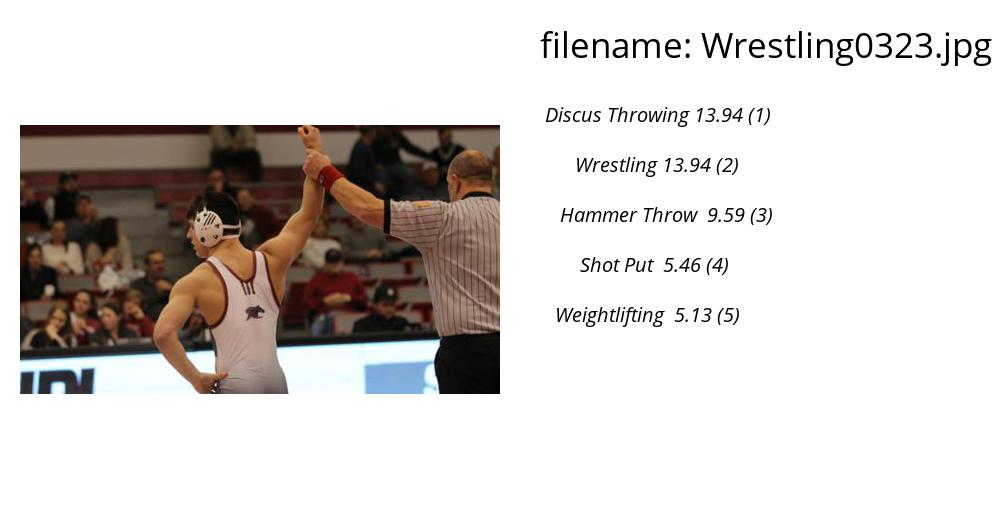 filename: Wrestling0323.jpg
Discus Throwing 13.94 (1)
Wrestling 13.94 (2)
Hammer Throw 9.59 (3)
Shot Put 5.46 (4)
Weightlifting 5.13 (5)